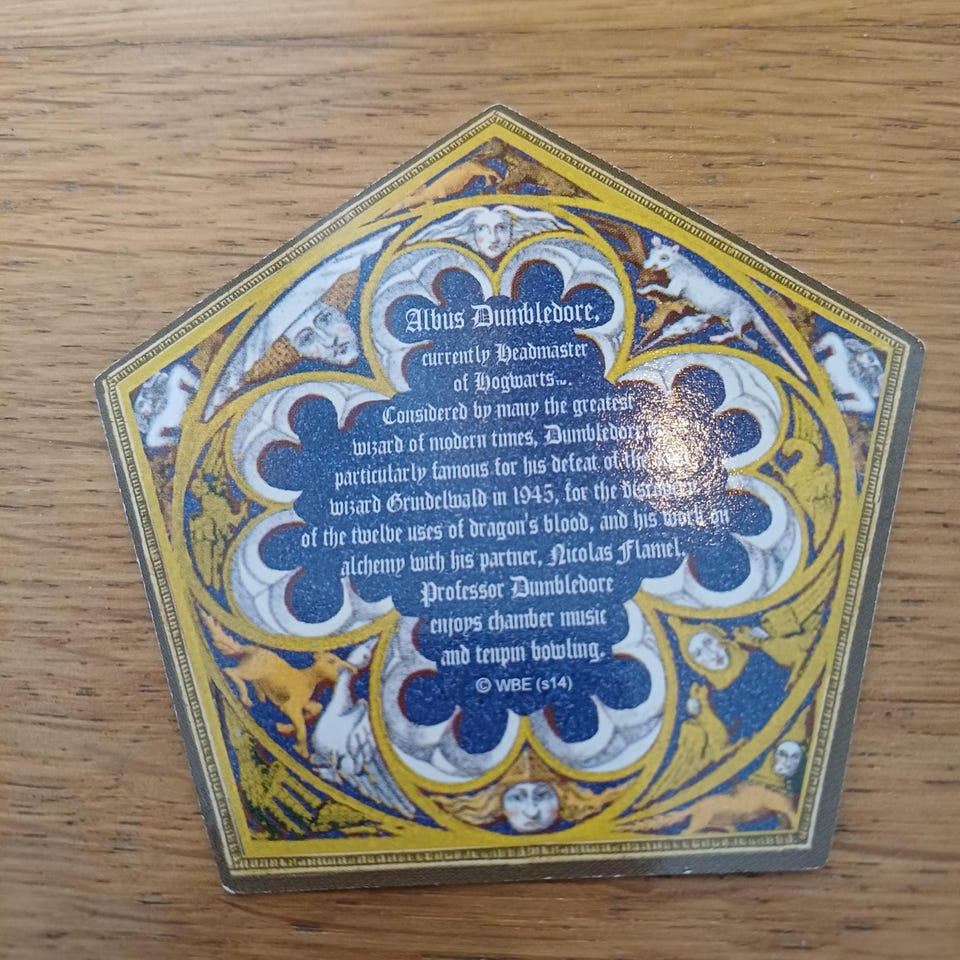 Albus Dumbledore,
currently Headmaster
of Hogwarts™.
Considered by many the greatest
wizard of modern times, Dumbledore
particularly famous for his defeat of the
wizard Grindelwald in 1945, for the
of the twelve uses of dragon's blood, and his work on
alchemy with his partner, Nicolas Flamel.
Professor Dumbledore
enjoys chamber music
and tenpin bowling.
© WBE (s14)